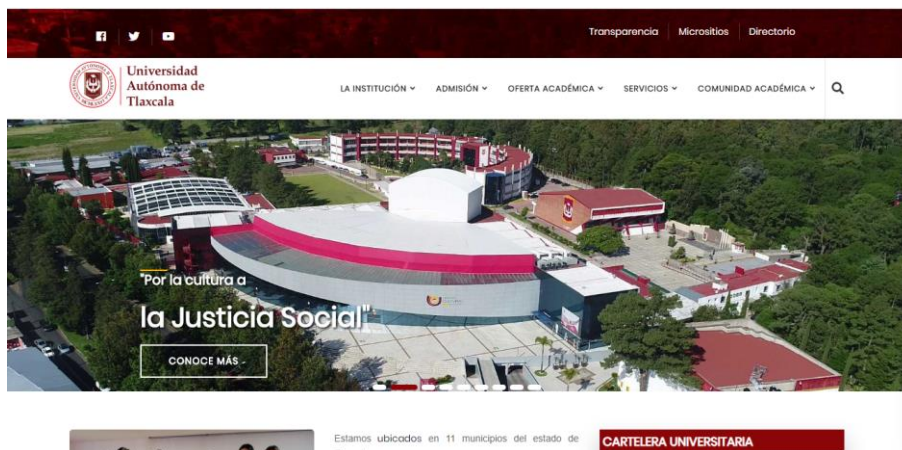 Transparencia Micrositios Directorio
Universidad
Autónoma de
Tlaxcala
LA INSTITUCIÓN ADMISIÓN OFERTA ACADÉMICA SERVICIOS COMUNIDAD ACADÉMICA
"Por la cultura a
la Justicia Social"
CONOCE MÁS
Estamos ubicados en 11 municipios del estado de
CARTELERA UNIVERSITARIA